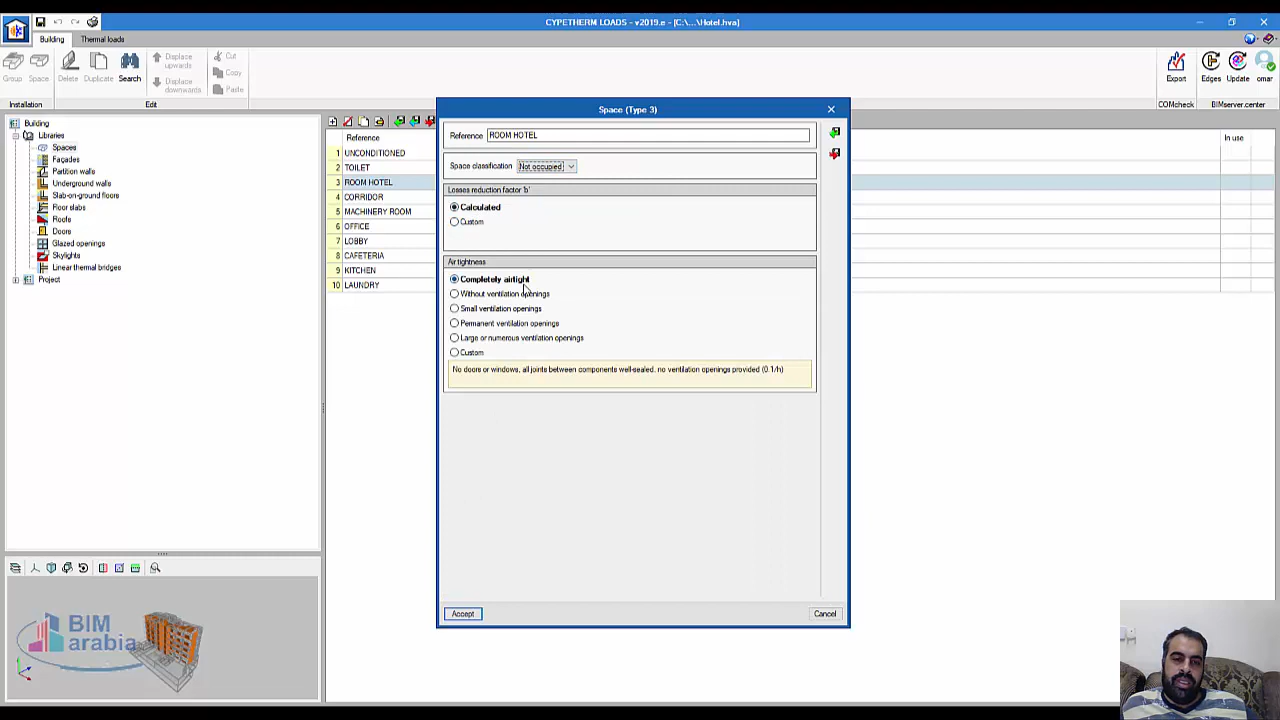 CYPETHERM LOADS - v2019.e - [C:\...\Hotel.hva]
Building
Thermal loads
Group
Space
Delete
Duplicate
Search
Displace upwards
Displace downwards
Cut
Copy
Paste
Export
Edges
Update
omar
Installation
Edit
COMcheck
BIMserver.center
Building
Libraries
Spaces
Façades
Partition walls
Underground walls
Slab-on-ground floors
Floor slabs
Roofs
Doors
Glazed openings
Skylights
Linear thermal bridges
Project
Reference
In use
1 UNCONDITIONED
2 TOILET
3 ROOM HOTEL
4 CORRIDOR
5 MACHINERY ROOM
6 OFFICE
7 LOBBY
8 CAFETERIA
9 KITCHEN
10 LAUNDRY
Space (Type 3)
Reference ROOM HOTEL
Space classification Not occupied
Losses reduction factor 'b'
Calculated
Custom
Air tightness
Completely airtight
Without ventilation openings
Small ventilation openings
Permanent ventilation openings
Large or numerous ventilation openings
Custom
No doors or windows, all joints between components well-sealed, no ventilation openings provided (0.1/h)
Accept
Cancel
BIM
arabia